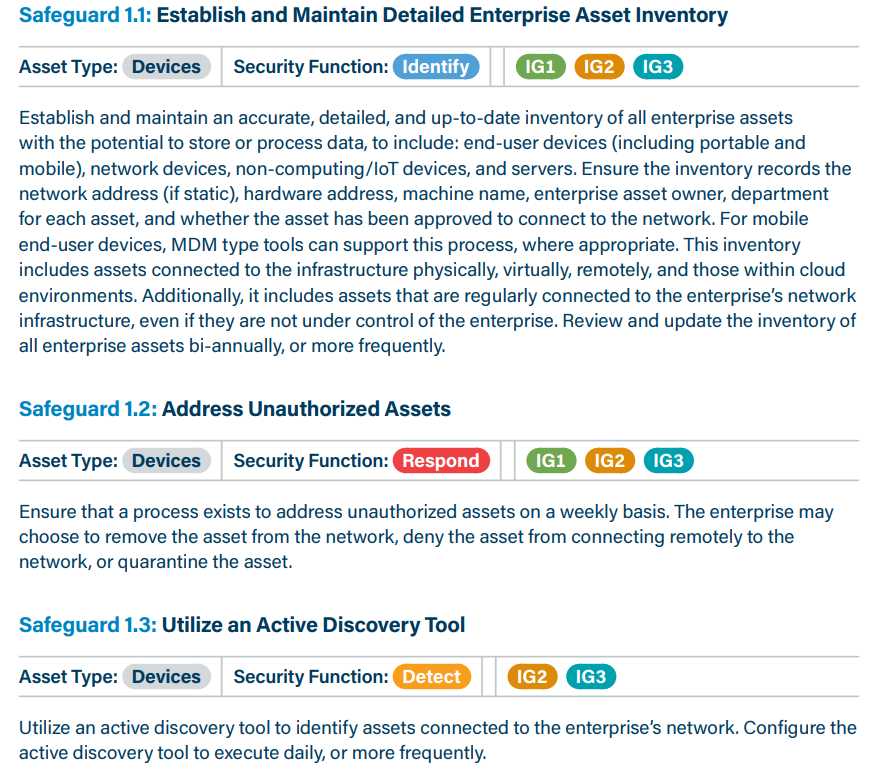 Safeguard 1.1: Establish and Maintain Detailed Enterprise Asset Inventory
Asset Type: Devices Security Function: Identify IG1 IG2 IG3
Establish and maintain an accurate, detailed, and up-to-date inventory of all enterprise assets
with the potential to store or process data, to include: end-user devices (including portable and
mobile), network devices, non-computing/IoT devices, and servers. Ensure the inventory records the
network address (if static), hardware address, machine name, enterprise asset owner, department
for each asset, and whether the asset has been approved to connect to the network. For mobile
end-user devices, MDM type tools can support this process, where appropriate. This inventory
includes assets connected to the infrastructure physically, virtually, remotely, and those within cloud
environments. Additionally, it includes assets that are regularly connected to the enterprise’s network
infrastructure, even if they are not under control of the enterprise. Review and update the inventory of
all enterprise assets bi-annually, or more frequently.
Safeguard 1.2: Address Unauthorized Assets
Asset Type: Devices Security Function: Respond IG1 IG2 IG3
Ensure that a process exists to address unauthorized assets on a weekly basis. The enterprise may
choose to remove the asset from the network, deny the asset from connecting remotely to the
network, or quarantine the asset.
Safeguard 1.3: Utilize an Active Discovery Tool
Asset Type: Devices Security Function: Detect IG2 IG3
Utilize an active discovery tool to identify assets connected to the enterprise’s network. Configure the
active discovery tool to execute daily, or more frequently.